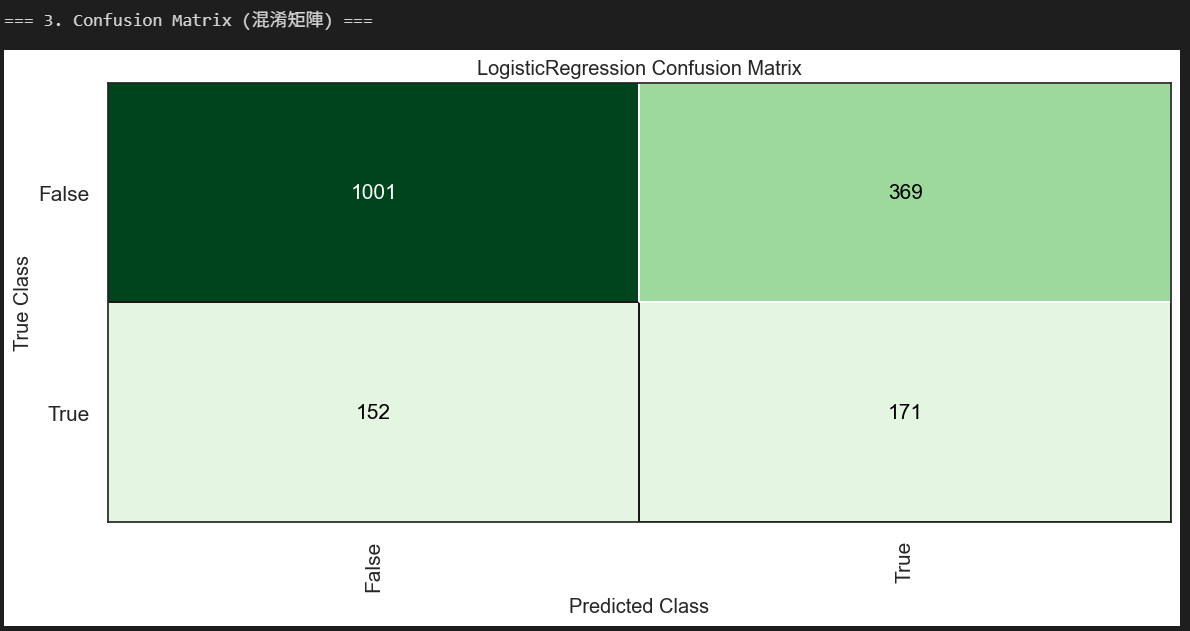 === 3. Confusion Matrix (混淆矩陣) ===
LogisticRegression Confusion Matrix
False
1001
369
True Class
True
152
171
False
True
Predicted Class